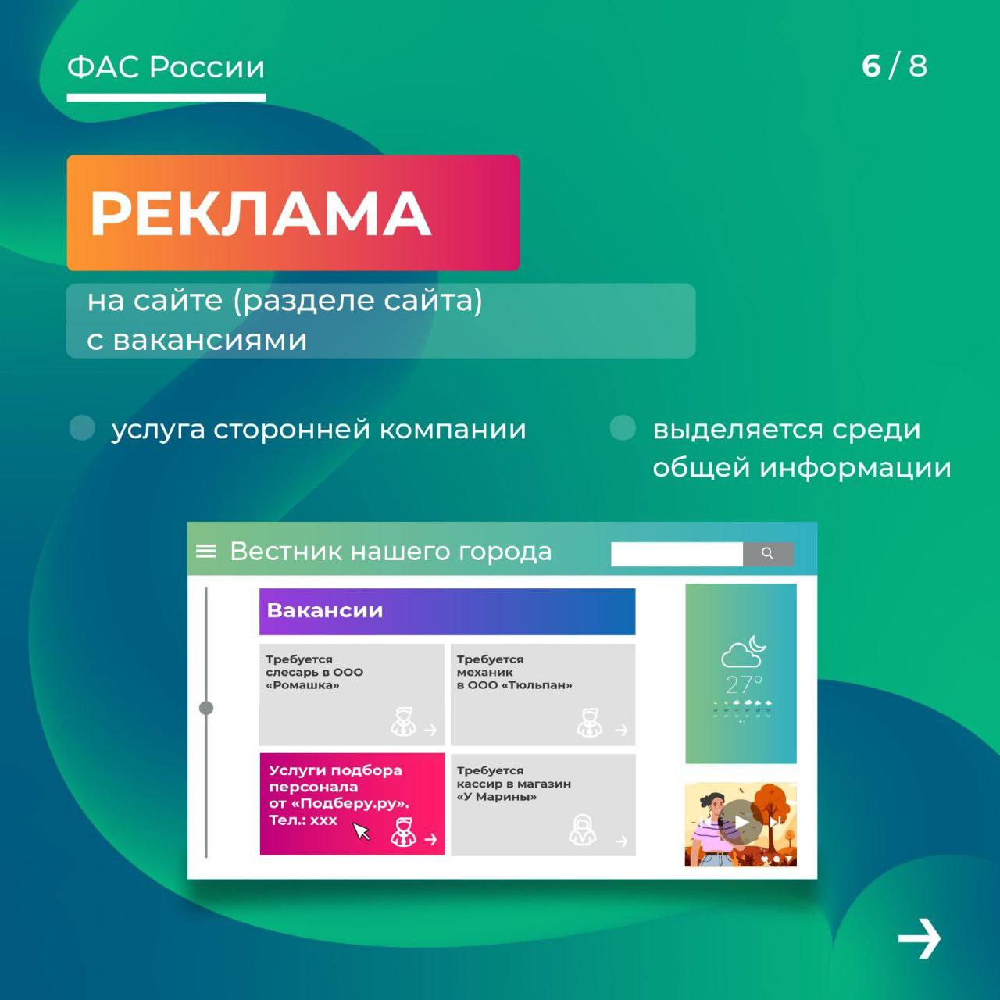 ФАС России
6 / 8
РЕКЛАМА
на сайте (разделе сайта)
с вакансиями
услуга сторонней компании
выделяется среди
общей информации
Вестник нашего города
Вакансии
Требуется
слесарь в ООО
«Ромашка»
Требуется
механик
в ООО «Тюльпан»
Услуги подбора
персонала
от «Подберу.ру».
Тел.: ххх
Требуется
кассир в магазин
«У Марины»
27°